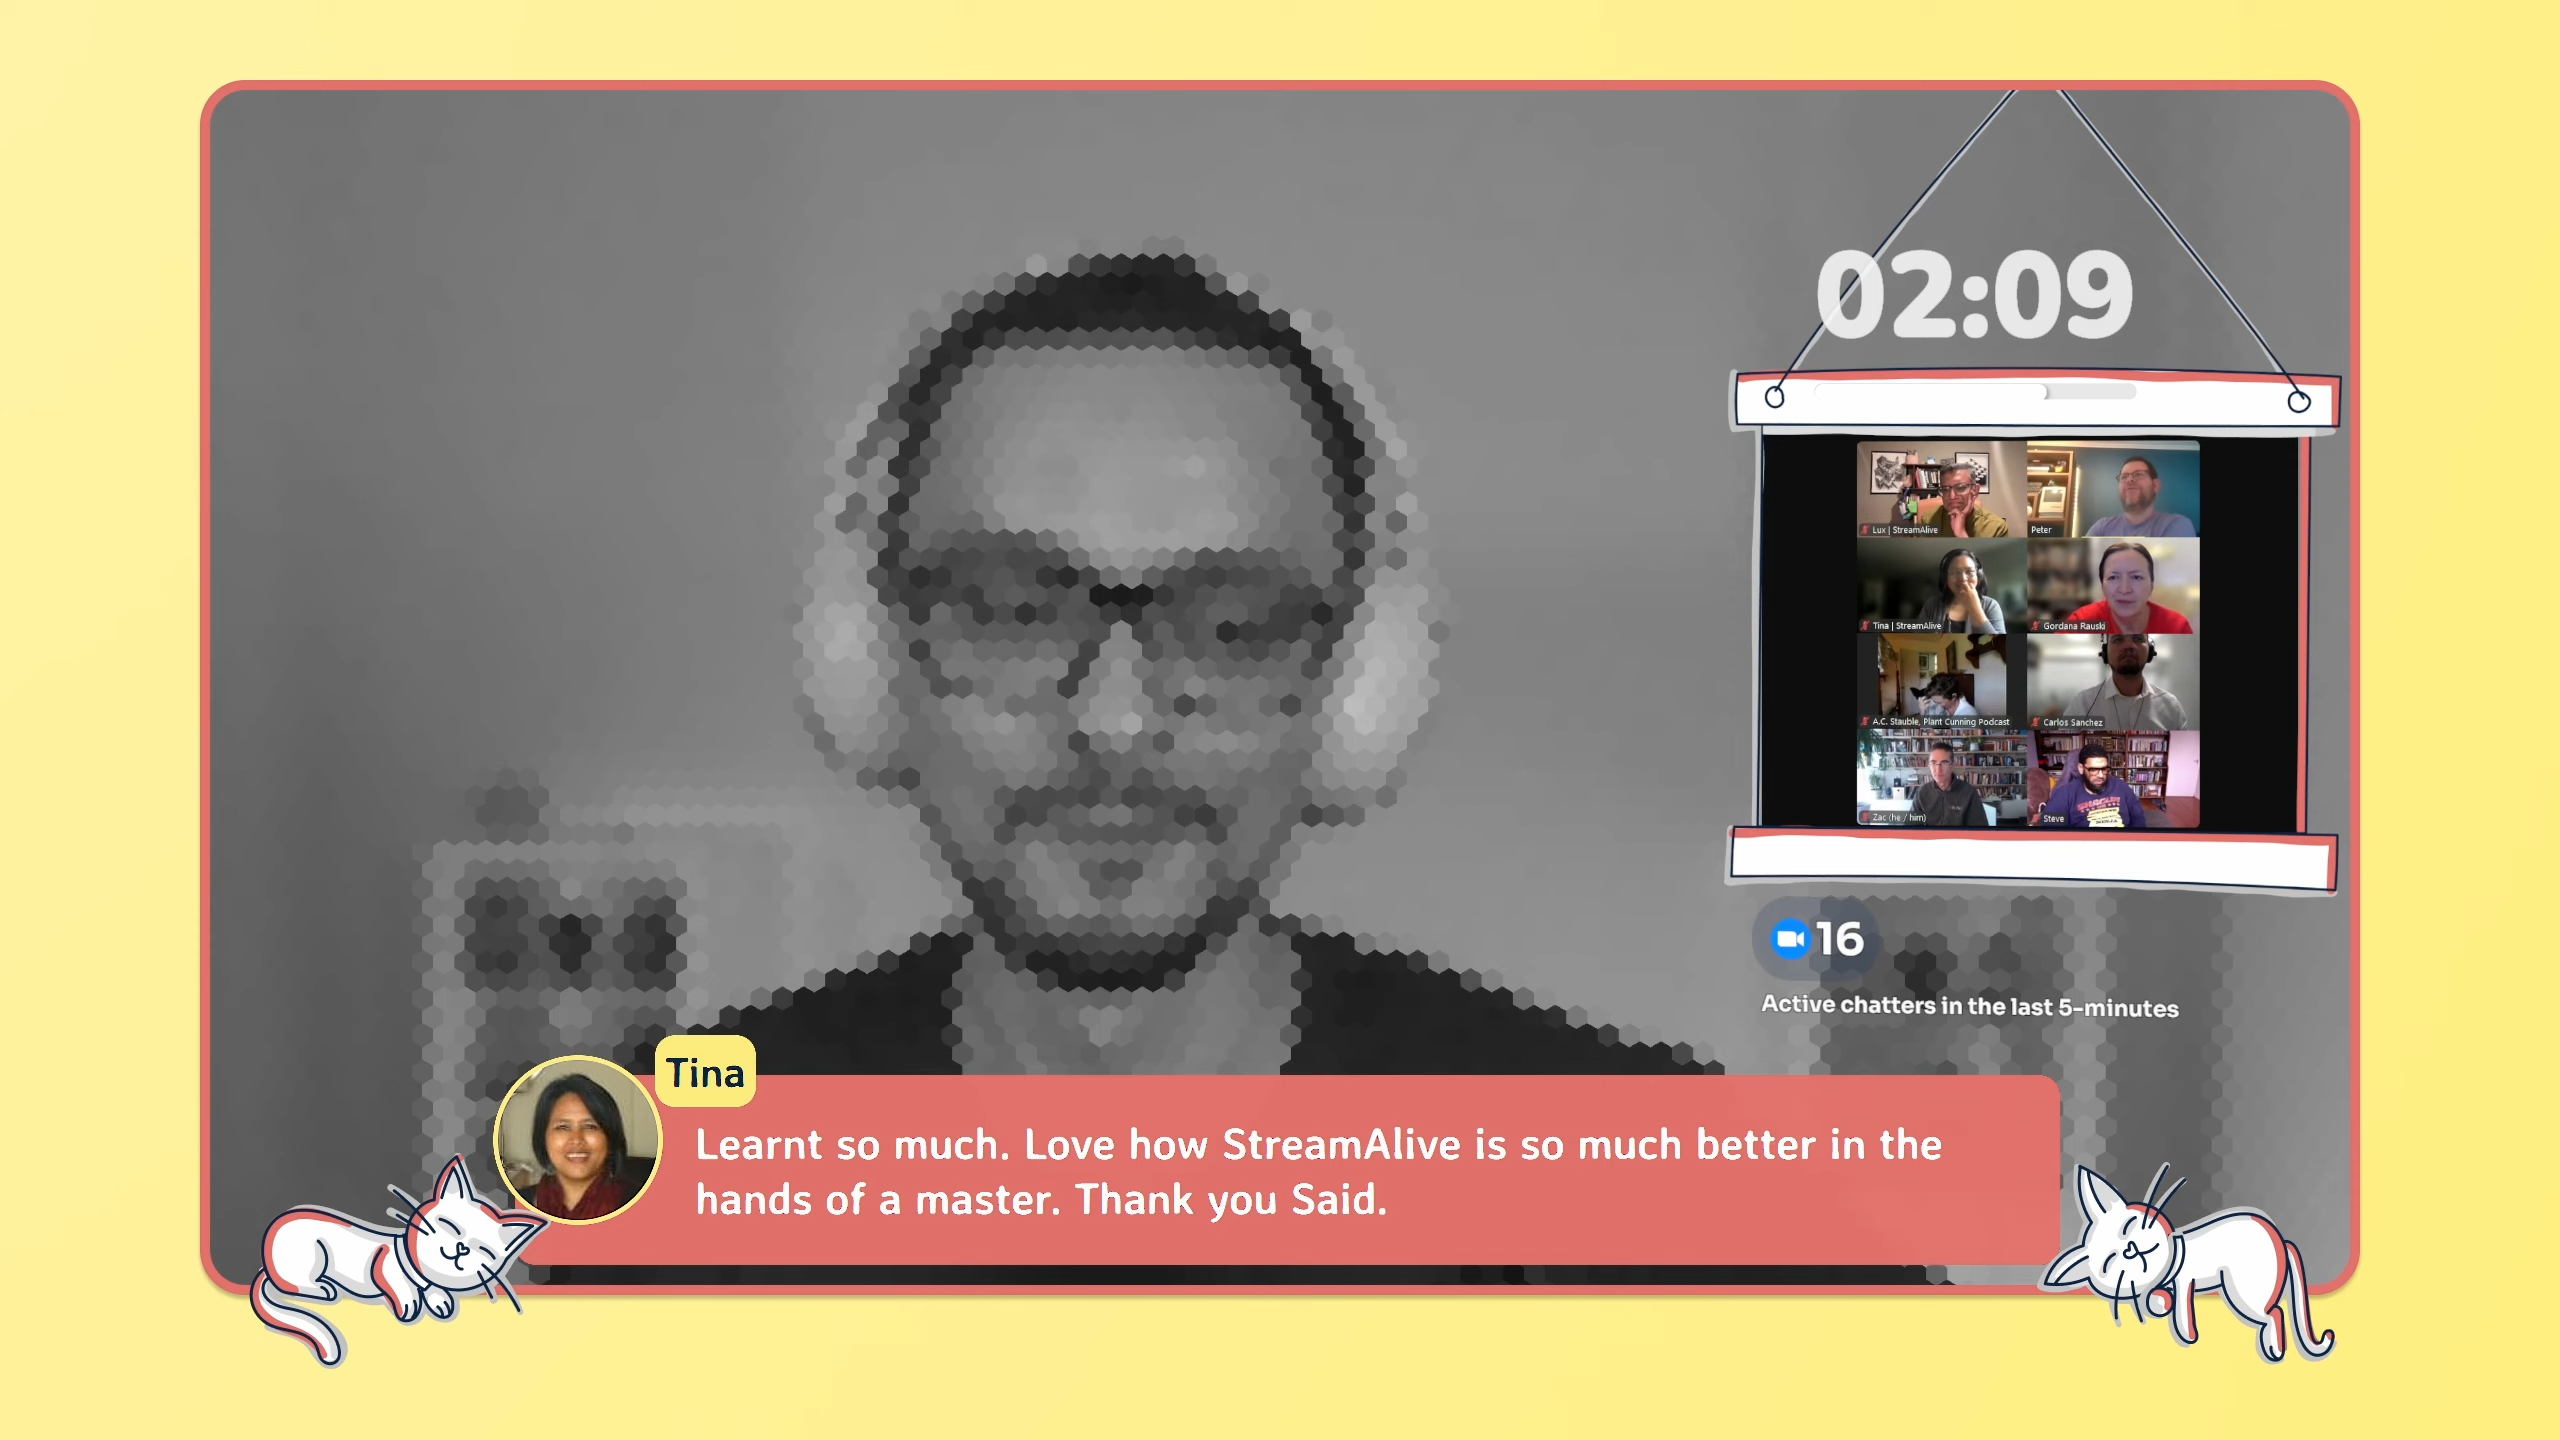 02:09
Lux | StreamAlive
Peter
Tina | StreamAlive
Gordana Rauski
A.C. Stauble, Plant Cunning Podcast
Carlos Sanchez
Zac (he / him)
Steve
16
Active chatters in the last 5-minutes
Tina
Learnt so much. Love how StreamAlive is so much better in the
hands of a master. Thank you Said.